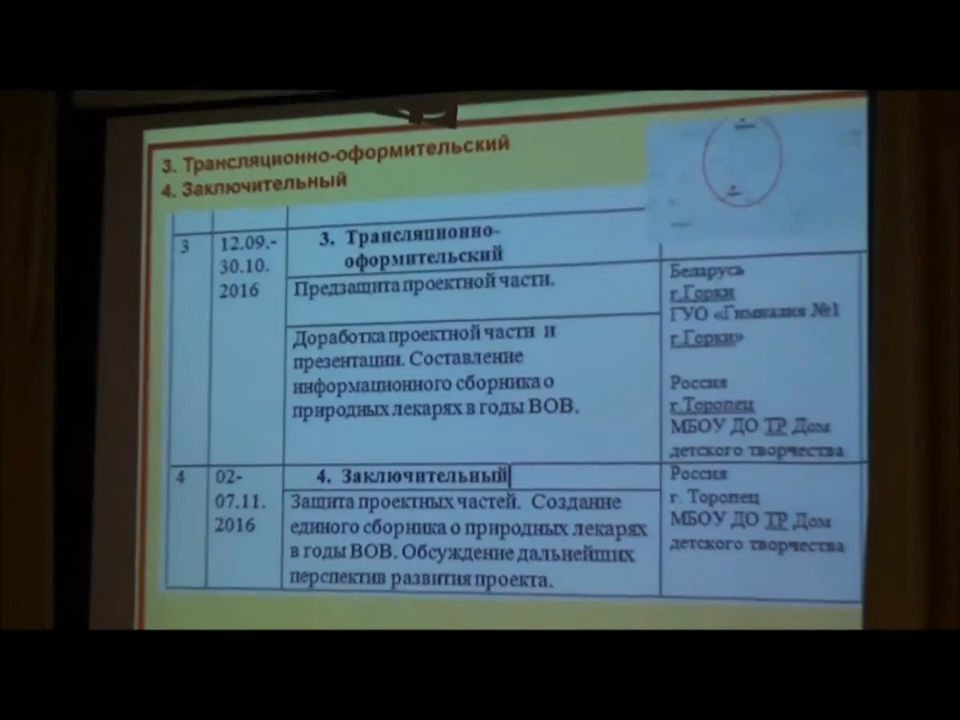 3. Трансляционно-оформительский
4. Заключительный
3
12.09.-
30.10.
2016
3. Трансляционно-
оформительский
Предзащита проектной части.
Доработка проектной части и
презентации. Составление
информационного сборника о
природных лекарях в годы ВОВ.
Беларусь
г.Горки
ГУО «Гимназия №1
г.Горки»
Россия
г.Торопец
МБОУ ДО ТР Дом
детского творчества
4
02-
07.11.
2016
4. Заключительный
Защита проектных частей. Создание
единого сборника о природных лекарях
в годы ВОВ. Обсуждение дальнейших
перспектив развития проекта.
Россия
г. Торопец
МБОУ ДО ТР Дом
детского творчества